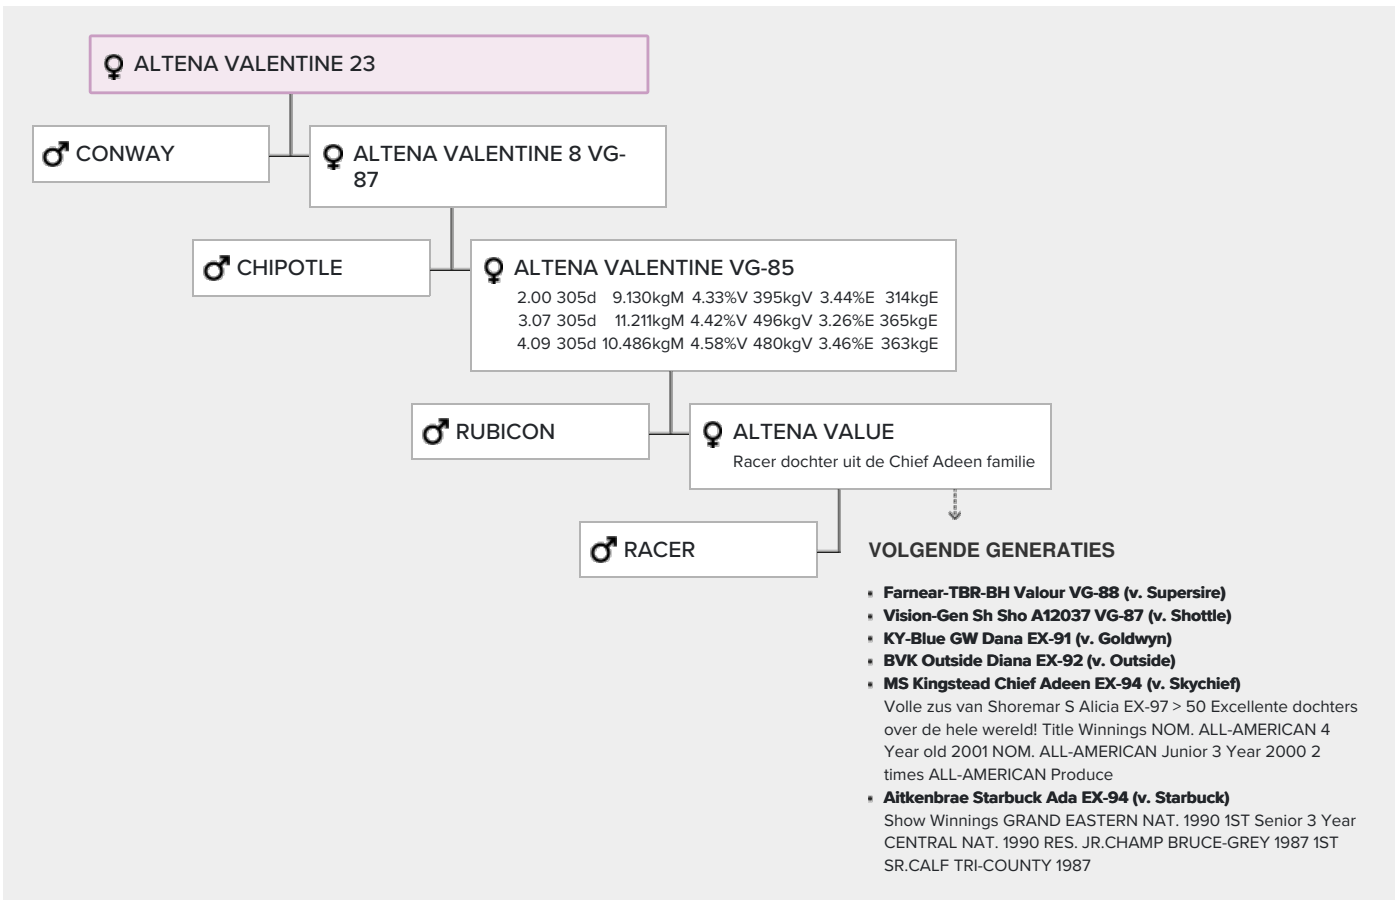 ALTENA VALENTINE 23
CONWAY
ALTENA VALENTINE 8 VG-
87
CHIPOTLE
ALTENA VALENTINE VG-85
2.00 305d 9.130kgM 4.33%V 395kgV 3.44%E 314kgE
3.07 305d 11.211kgM 4.42%V 496kgV 3.26%E 365kgE
4.09 305d 10.486kgM 4.58%V 480kgV 3.46%E 363kgE
RUBICON
ALTENA VALUE
Racer dochter uit de Chief Adeen familie
RACER
VOLGENDE GENERATIES
Farnear-TBR-BH Valour VG-88 (v. Supersire)
Vision-Gen Sh Sho A12037 VG-87 (v. Shottle)
KY-Blue GW Dana EX-91 (v. Goldwyn)
BVK Outside Diana EX-92 (v. Outside)
MS Kingstead Chief Adeen EX-94 (v. Skychief)
Volle zus van Shoremar S Alicia EX-97 > 50 Excellente dochters
over de hele wereld! Title Winnings NOM. ALL-AMERICAN 4
Year old 2001 NOM. ALL-AMERICAN Junior 3 Year 2000 2
times ALL-AMERICAN Produce
Aitkenbrae Starbuck Ada EX-94 (v. Starbuck)
Show Winnings GRAND EASTERN NAT. 1990 1ST Senior 3 Year
CENTRAL NAT. 1990 RES. JR.CHAMP BRUCE-GREY 1987 1ST
SR.CALF TRI-COUNTY 1987